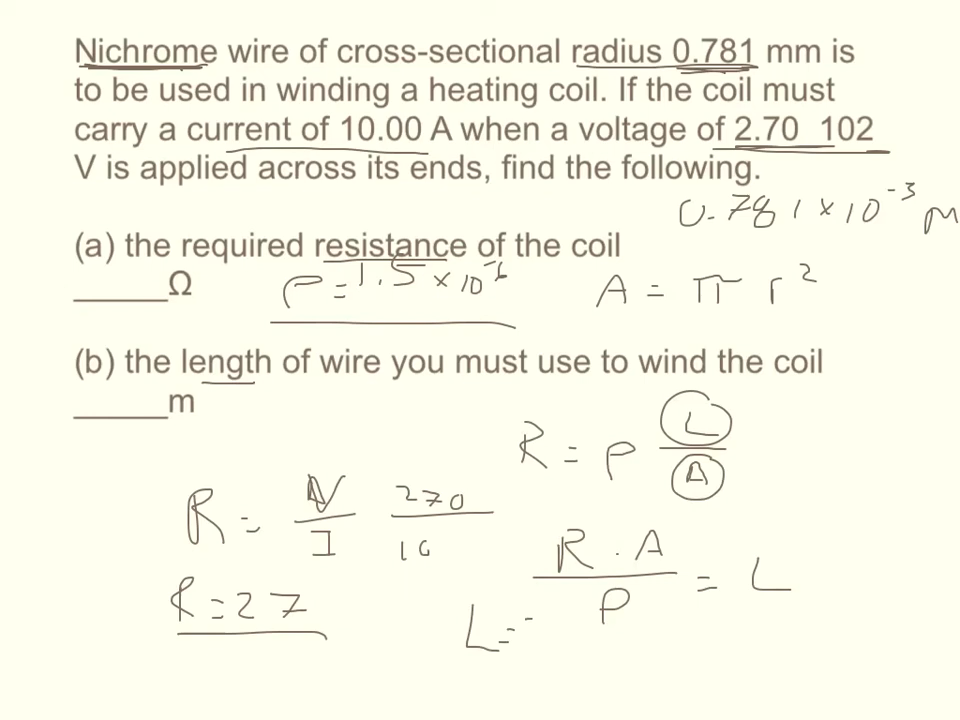 Nichrome wire of cross-sectional radius 0.781 mm is
to be used in winding a heating coil. If the coil must
carry a current of 10.00 A when a voltage of 2.70 102
V is applied across its ends, find the following.
0.781 × 10⁻³ m
(a) the required resistance of the coil
_____Ω
ρ = 1.5 × 10⁻⁶
A = π r²
(b) the length of wire you must use to wind the coil
_____m
R = ρ L/A
R = V/I 270/10
R · A / ρ = L
R = 27
L = -